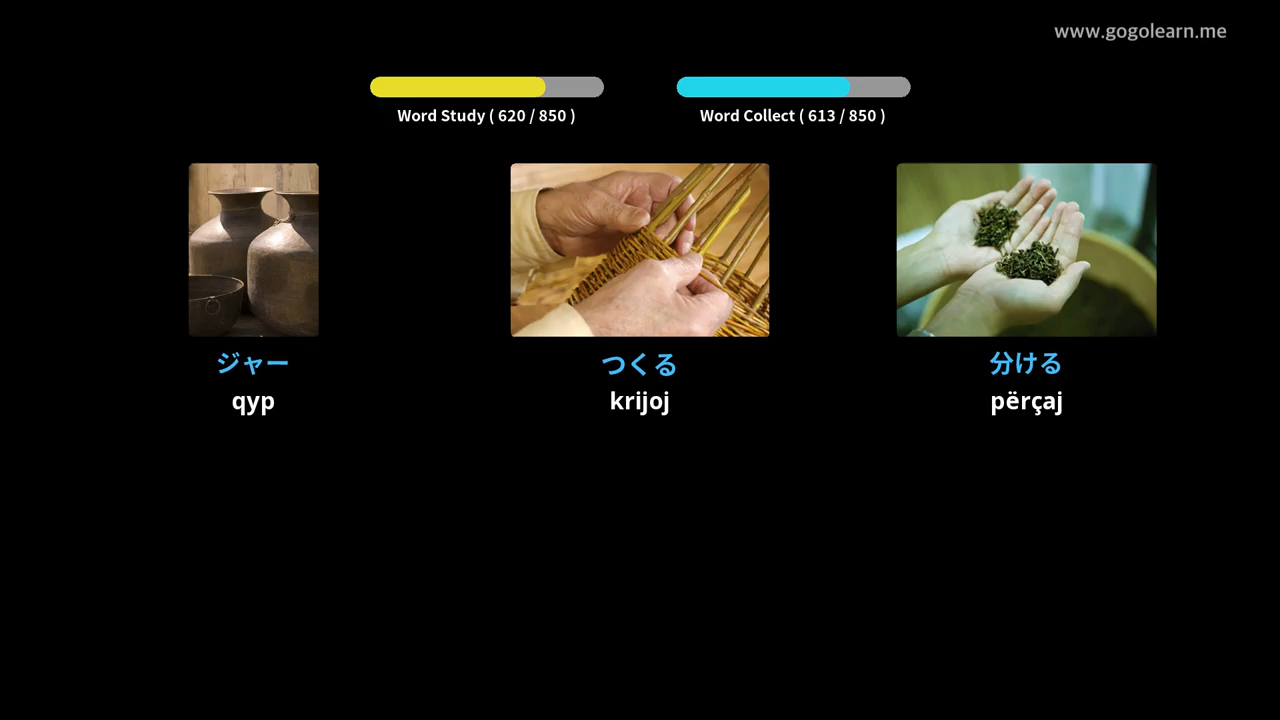 www.gogolearn.me
Word Study ( 620 / 850 )
Word Collect ( 613 / 850 )
ジャー
qyp
つくる
krijoj
分ける
përçaj